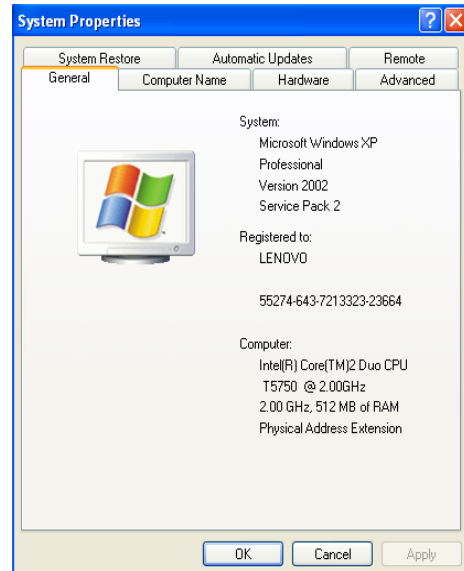 System Properties
System Restore
Automatic Updates
Remote
General
Computer Name
Hardware
Advanced
System:
Microsoft Windows XP
Professional
Version 2002
Service Pack 2
Registered to:
LENOVO
55274-643-7213323-23664
Computer:
Intel(R) Core(TM)2 Duo CPU
T5750 @ 2.00GHz
2.00 GHz, 512 MB of RAM
Physical Address Extension
OK
Cancel
Apply